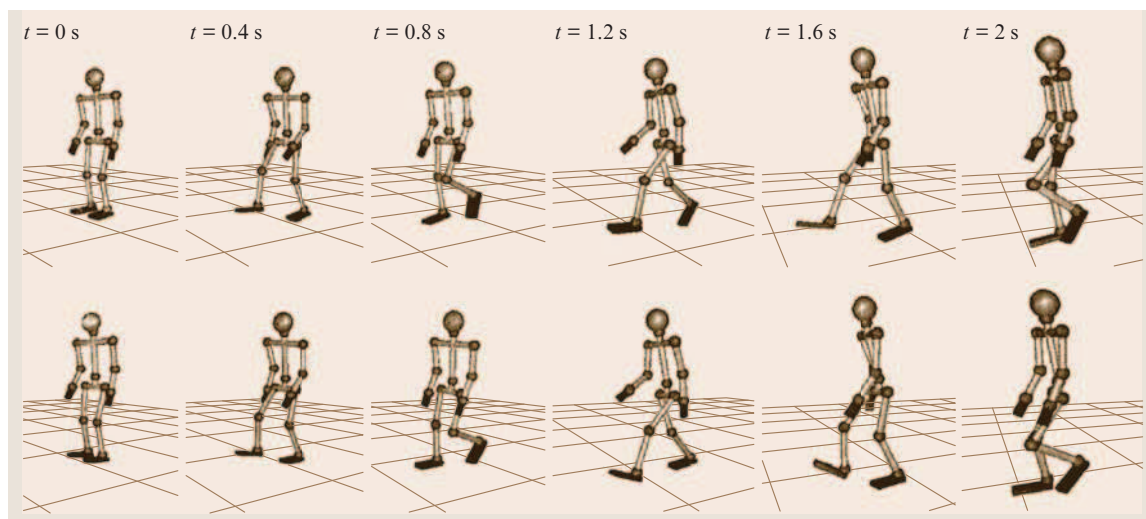 t = 0 s
t = 0.4 s
t = 0.8 s
t = 1.2 s
t = 1.6 s
t = 2 s